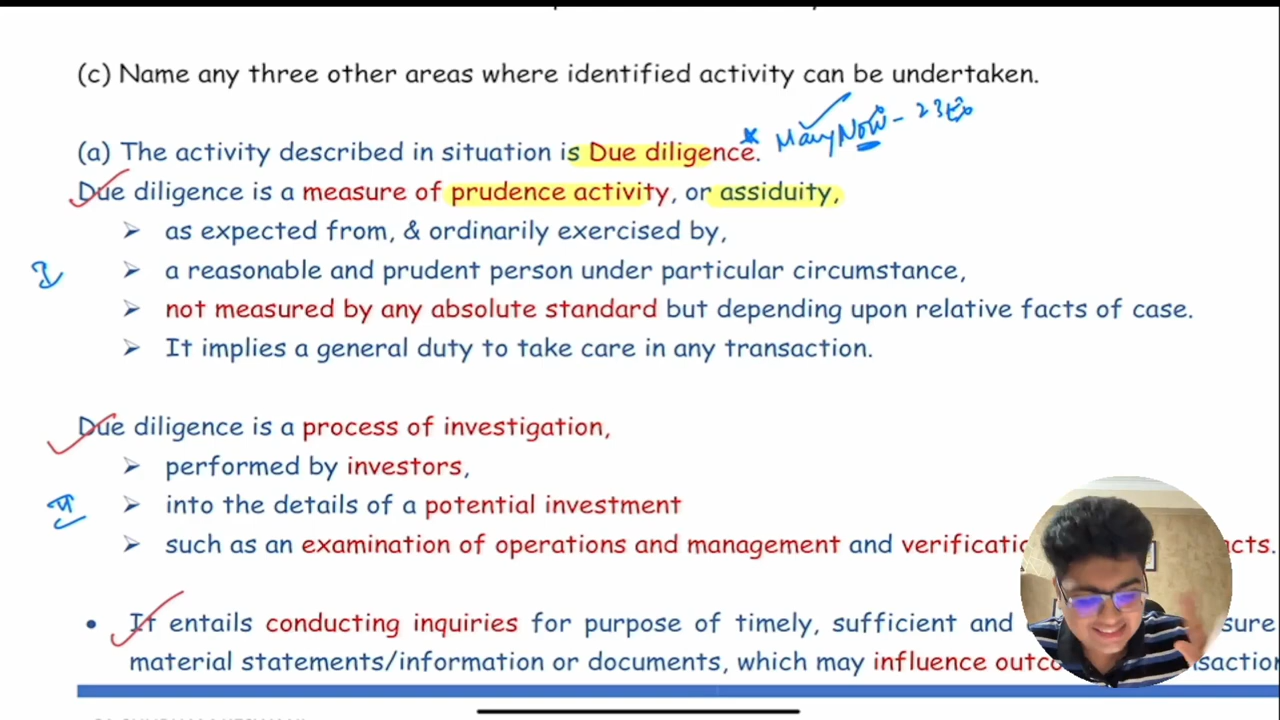 (c) Name any three other areas where identified activity can be undertaken.
(a) The activity described in situation is Due diligence.
Due diligence is a measure of prudence activity, or assiduity,
➢ as expected from, & ordinarily exercised by,
➢ a reasonable and prudent person under particular circumstance,
➢ not measured by any absolute standard but depending upon relative facts of case.
➢ It implies a general duty to take care in any transaction.
Due diligence is a process of investigation,
➢ performed by investors,
➢ into the details of a potential investment
➢ such as an examination of operations and management and
• It entails conducting inquiries for purpose of timely, sufficient and
material statements/information or documents, which may influence